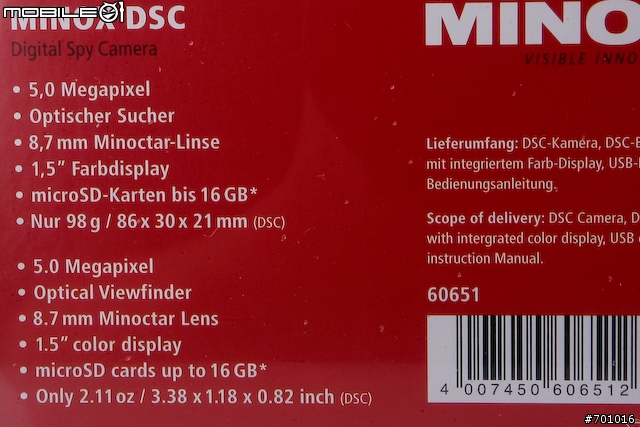 MOBILE01
MINOX DSC
Digital Spy Camera
• 5,0 Megapixel
• Optischer Sucher
• 8,7 mm Minoctar-Linse
• 1,5” Farbdisplay
• microSD-Karten bis 16 GB*
• Nur 98 g / 86 x 30 x 21 mm (DSC)
• 5.0 Megapixel
• Optical Viewfinder
• 8.7 mm Minoctar Lens
• 1.5” color display
• microSD cards up to 16 GB*
• Only 2.11 oz / 3.38 x 1.18 x 0.82 inch (DSC)
MINO
VISIBLE INNO
Lieferumfang: DSC-Kamera, DSC-B
mit integriertem Farb-Display, USB-
Bedienungsanleitung.
Scope of delivery: DSC Camera, D
with intergrated color display, USB
instruction Manual.
60651
4 007450 606512
#701016